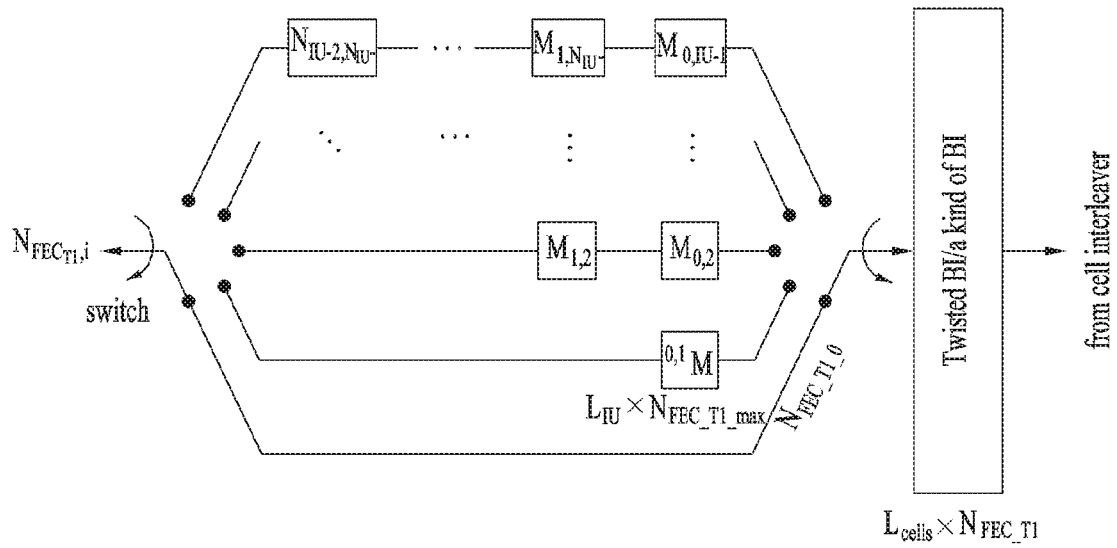 N_IU-2,N_IU- ... M_1,N_IU- M_0,IU-1
N_FEC_T1,i
switch
M_1,2 M_0,2
0,1 M
L_IU × N_FEC_T1_max
N_FEC_T1_0
Twisted BI/a kind of BI
L_cells × N_FEC_T1
from cell interleaver